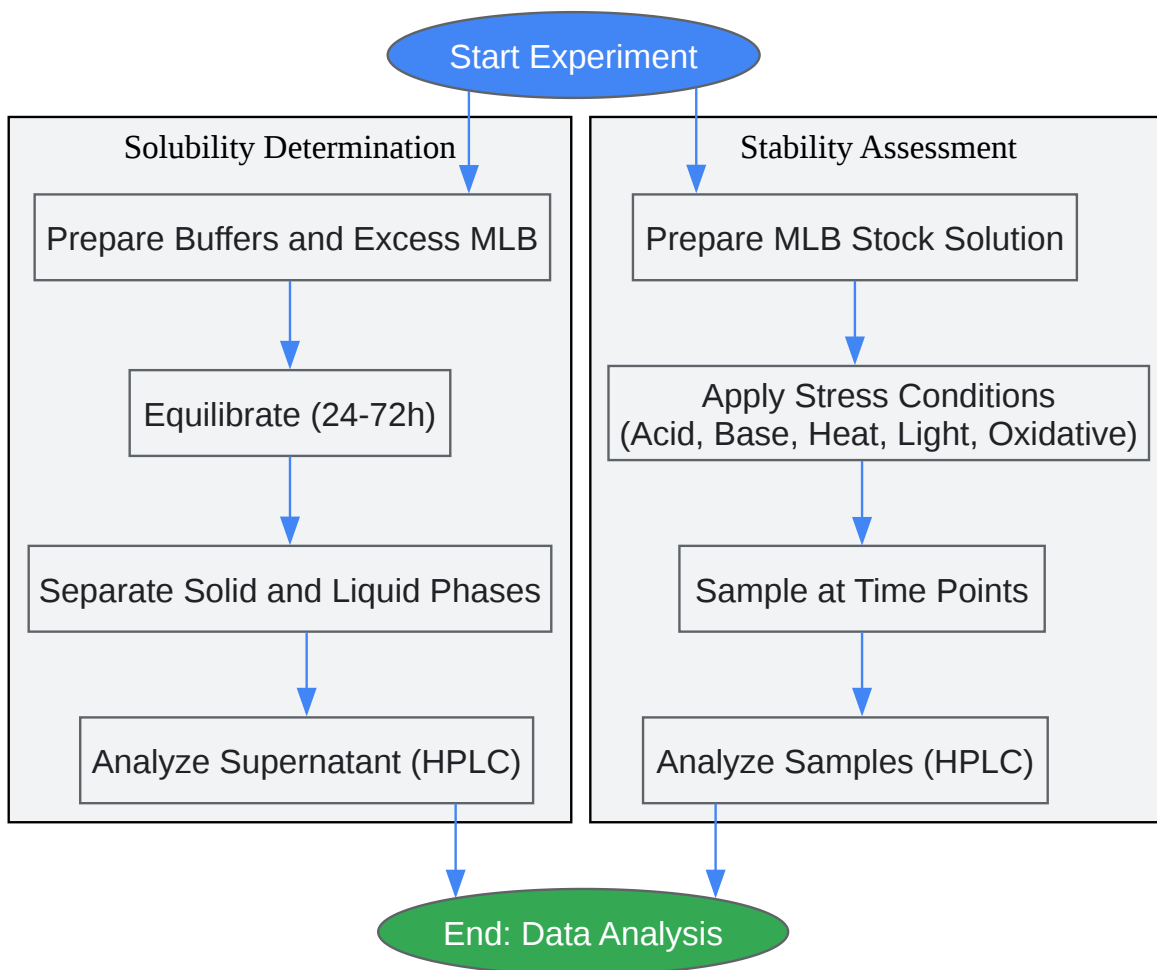 Start Experiment
Solubility Determination
Prepare Buffers and Excess MLB
Equilibrate (24-72h)
Separate Solid and Liquid Phases
Analyze Supernatant (HPLC)
Stability Assessment
Prepare MLB Stock Solution
Apply Stress Conditions
(Acid, Base, Heat, Light, Oxidative)
Sample at Time Points
Analyze Samples (HPLC)
End: Data Analysis